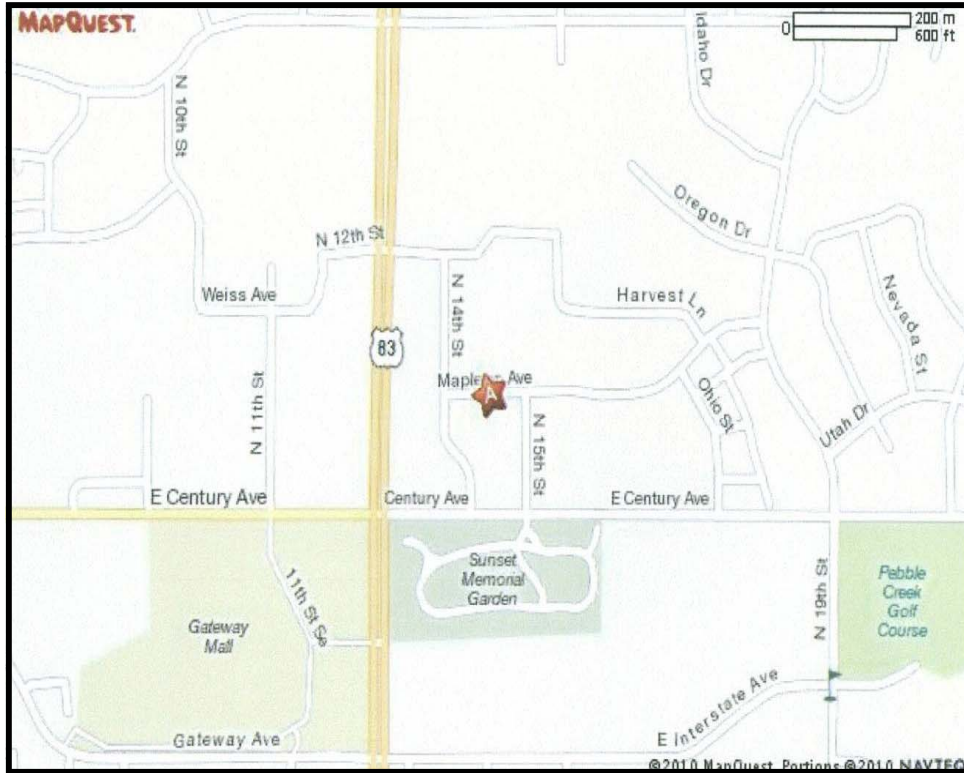 MAPQUEST.
0
200 m
600 ft
N 10th St
Idaho Dr
Oregon Dr
N 12th St
Weiss Ave
N 14th St
Harvest Ln
Nevada St
83
Ave
A
N 11th St
Ohio St
Utah Dr
N 15th St
E Century Ave
Century Ave
E Century Ave
Sunset
Memorial
Garden
11th St Se
Gateway
Mall
N 19th St
Pebble
Creek
Golf
Course
E Interstate Ave
Gateway Ave
©2010 MapQuest, Portions ©2010 NAVTEQ